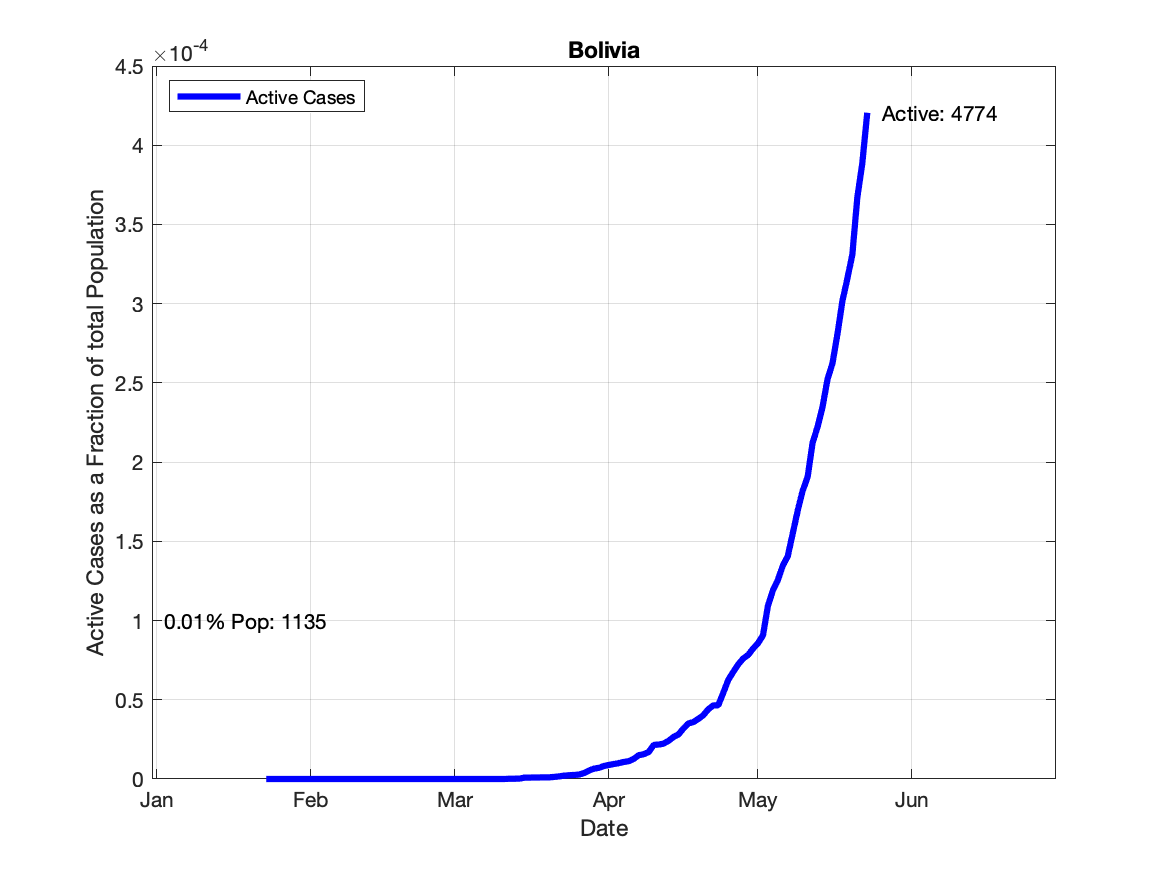 Bolivia
×10-4
4.5
4
3.5
3
2.5
2
1.5
1
0.5
0
Active Cases as a Fraction of total Population
Active Cases
Active: 4774
0.01% Pop: 1135
Jan Feb Mar Apr May Jun
Date